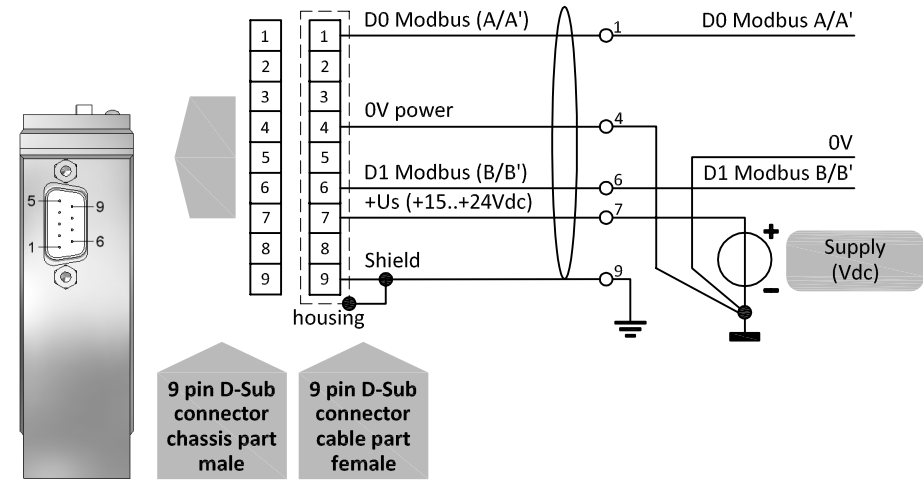 D0 Modbus (A/A')
D0 Modbus A/A'
1 1 1
2 2
3 3
0V power
4 4 4
0V
5 5
D1 Modbus (B/B')
D1 Modbus B/B'
6 6 6
+Us (+15..+24Vdc)
7 7 7
8 8
Shield
9 9 9
housing
5 9
1 6
+
Supply
(Vdc)
-
9 pin D-Sub
connector
chassis part
male
9 pin D-Sub
connector
cable part
female